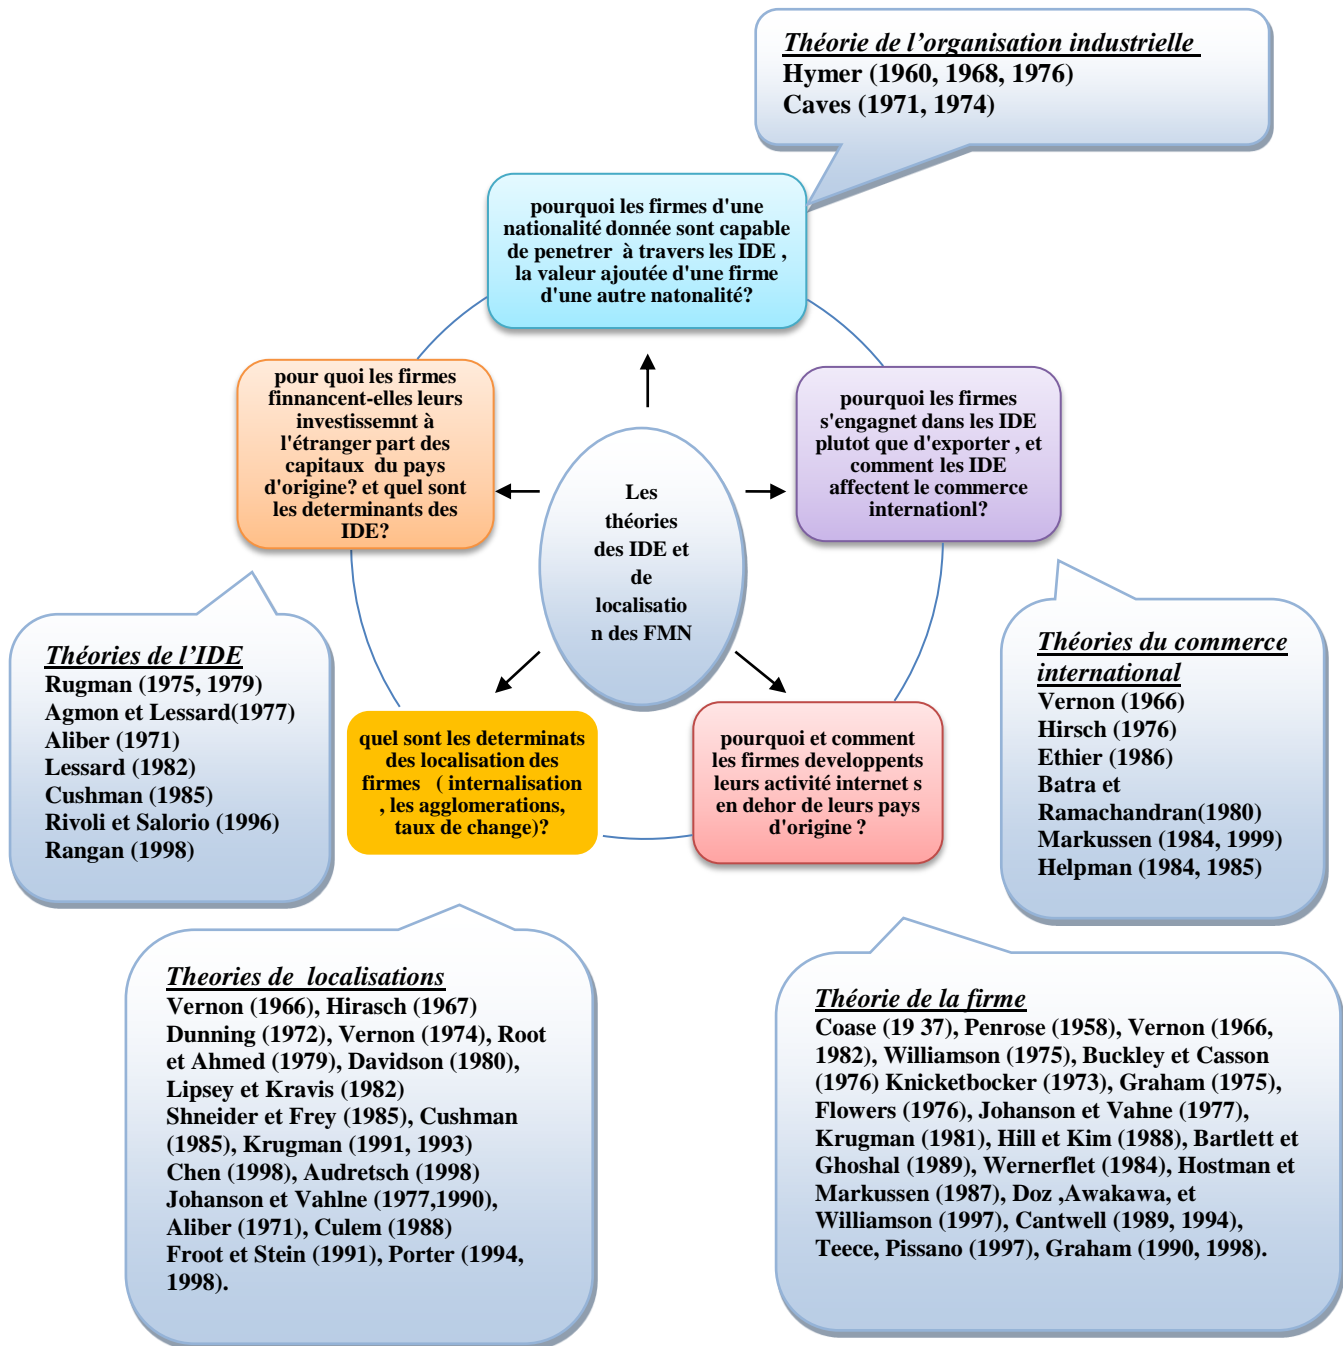 Théorie de l'organisation industrielle
Hymer (1960, 1968, 1976)
Caves (1971, 1974)
pourquoi les firmes d'une
nationalité donnée sont capable
de penetrer à travers les IDE ,
la valeur ajoutée d'une firme
d'une autre natonalité?
pour quoi les firmes
finnancent-elles leurs
investissemnt à
l'étranger part des
capitaux du pays
d'origine? et quel sont
les determinants des
IDE?
pourquoi les firmes
s'engagnet dans les IDE
plutot que d'exporter , et
comment les IDE
affectent le commerce
internationl?
Les
théories
des IDE et
de
localisatio
n des FMN
Théories de l'IDE
Rugman (1975, 1979)
Agmon et Lessard(1977)
Aliber (1971)
Lessard (1982)
Cushman (1985)
Rivoli et Salorio (1996)
Rangan (1998)
Théories du commerce
international
Vernon (1966)
Hirsch (1976)
Ethier (1986)
Batra et
Ramachandran(1980)
Markussen (1984, 1999)
Helpman (1984, 1985)
quel sont les determinats
des localisation des
firmes ( internalisation
, les agglomerations,
taux de change)?
pourquoi et comment
les firmes developpents
leurs activité internet s
en dehor de leurs pays
d'origine ?
Theories de localisations
Vernon (1966), Hirasch (1967)
Dunning (1972), Vernon (1974), Root
et Ahmed (1979), Davidson (1980),
Lipsey et Kravis (1982)
Shneider et Frey (1985), Cushman
(1985), Krugman (1991, 1993)
Chen (1998), Audretsch (1998)
Johanson et Vahlne (1977,1990),
Aliber (1971), Culem (1988)
Froot et Stein (1991), Porter (1994,
1998).
Théorie de la firme
Coase (19 37), Penrose (1958), Vernon (1966,
1982), Williamson (1975), Buckley et Casson
(1976) Knicketbocker (1973), Graham (1975),
Flowers (1976), Johanson et Vahne (1977),
Krugman (1981), Hill et Kim (1988), Bartlett et
Ghoshal (1989), Wernerflet (1984), Hostman et
Markussen (1987), Doz ,Awakawa, et
Williamson (1997), Cantwell (1989, 1994),
Teece, Pissano (1997), Graham (1990, 1998).